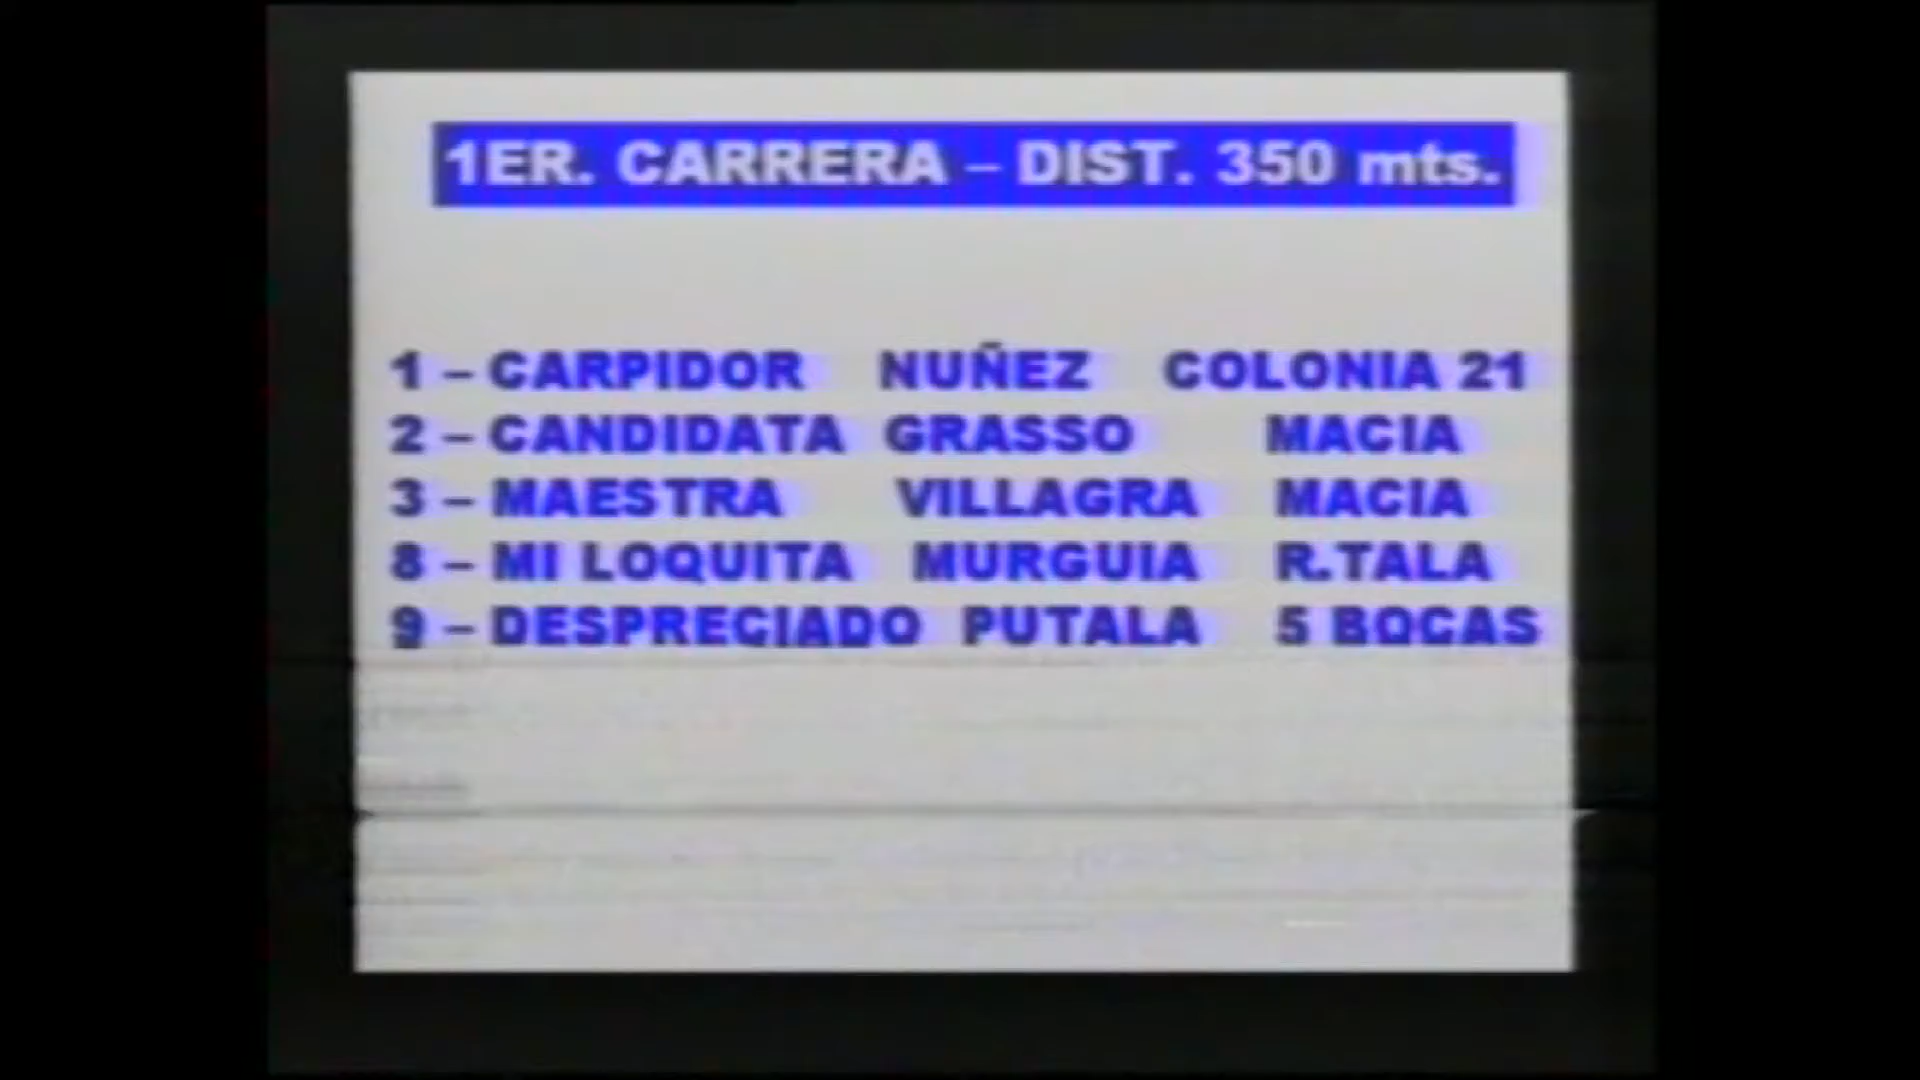 1ER. CARRERA – DIST. 350 mts.
1 – CARPIDOR NUÑEZ COLONIA 21
2 – CANDIDATA GRASSO MACIA
3 – MAESTRA VILLAGRA MACIA
8 – MI LOQUITA MURGUIA R.TALA
9 – DESPRECIADO PUTALA 5 BOCAS